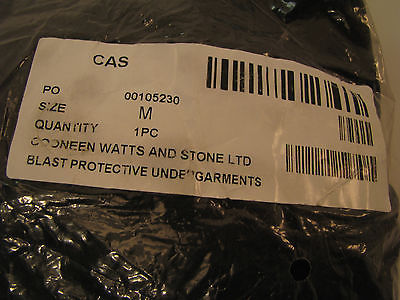 CAS
PO 00105230
SIZE M
QUANTITY 1PC
COONEEN WATTS AND STONE LTD
BLAST PROTECTIVE UNDERGARMENTS